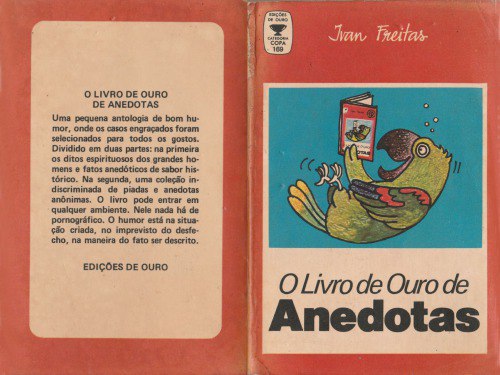 O LIVRO DE OURO
DE ANEDOTAS
Uma pequena antologia de bom hu-
mor, onde os casos engraçados foram
selecionados para todos os gostos.
Dividido em duas partes: na primeira
os ditos espirituosos dos grandes ho-
mens e fatos anedóticos de sabor his-
tórico. Na segunda, uma coleção in-
discriminada de piadas e anedotas
anônimas. O livro pode entrar em
qualquer ambiente. Nele nada há de
pornográfico. O humor está na situa-
ção criada, no imprevisto do desfe-
cho, na maneira do fato ser descrito.
EDIÇÕES DE OURO
EDIÇÕES
DE OURO
CATEGORIA
COPA
169
Ivan Freitas
O Livro de Ouro de
Anedotas